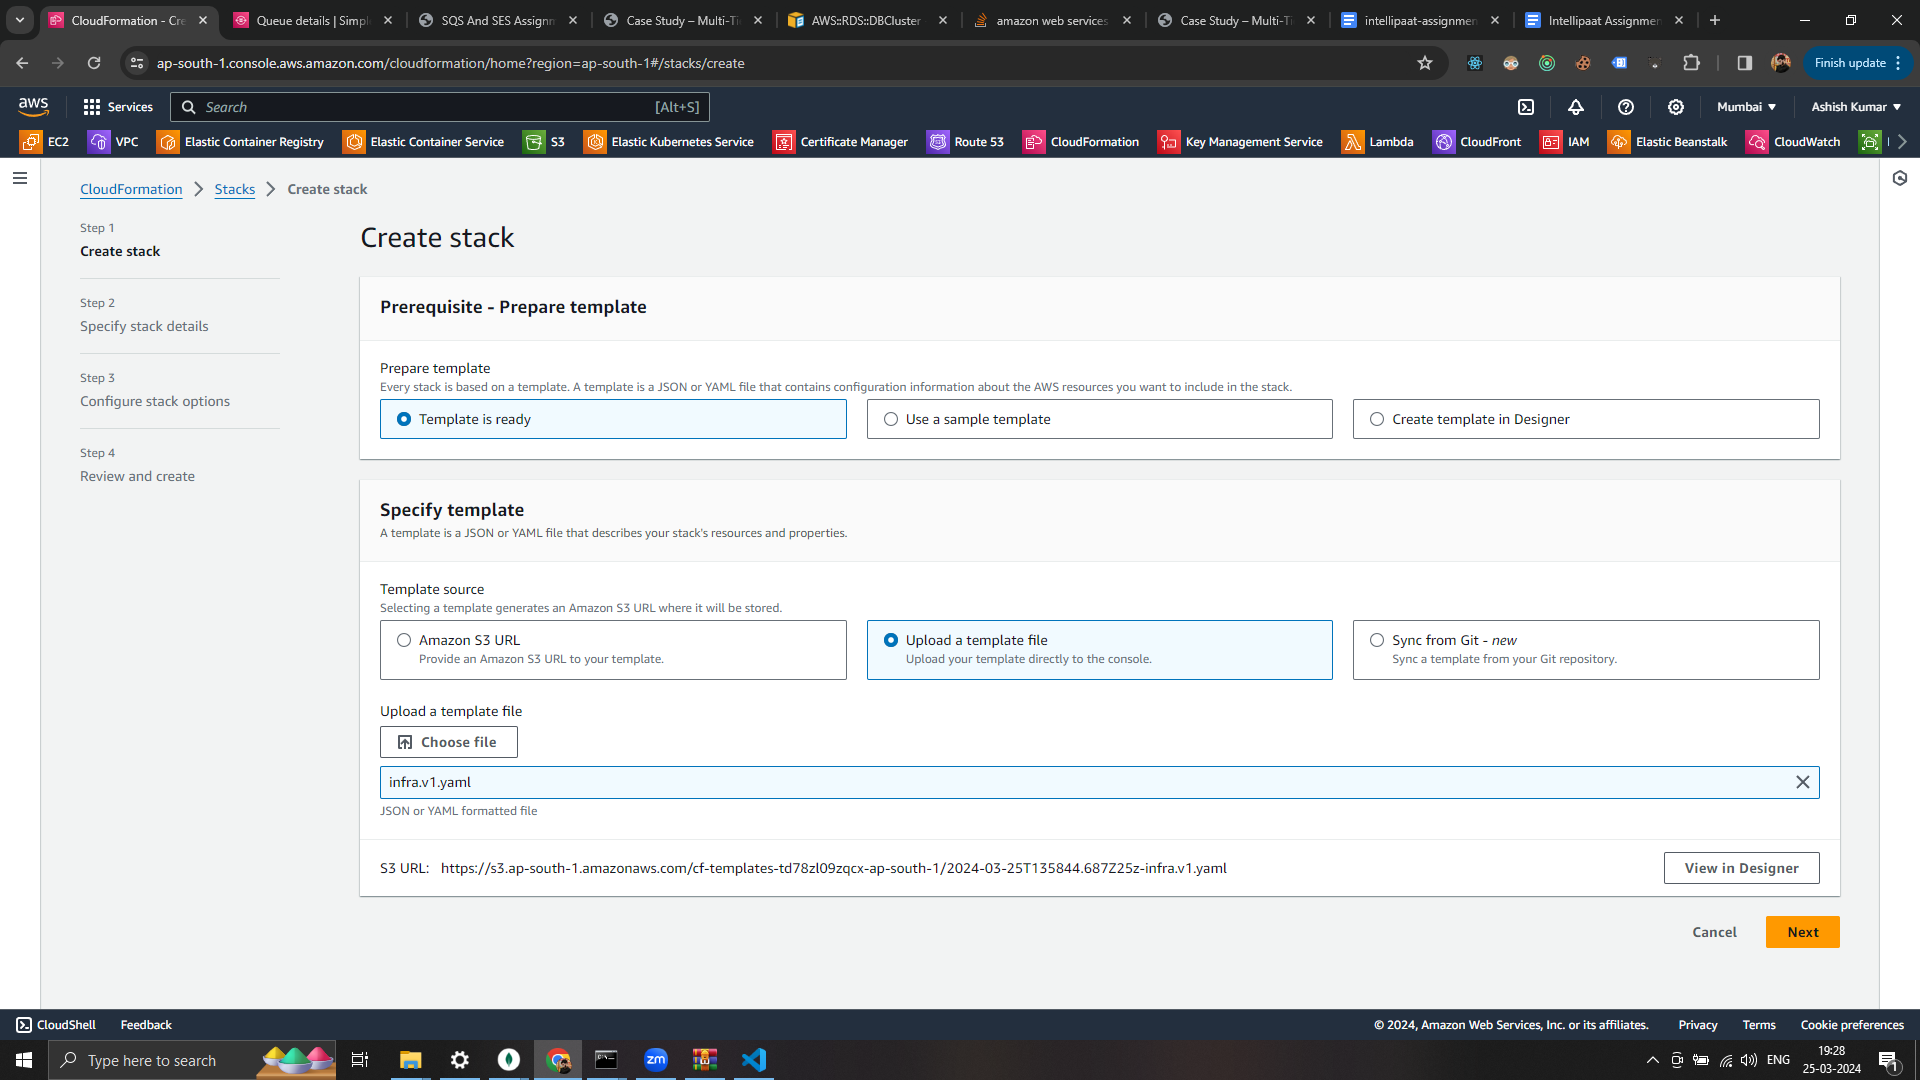 CloudFormation - Cre
Queue details | Simple
SQS And SES Assignm
Case Study – Multi-Ti
AWS::RDS::DBCluster
amazon web services
Case Study – Multi-Ti
intellipaat-assignmen
Intellipaat Assignmen
ap-south-1.console.aws.amazon.com/cloudformation/home?region=ap-south-1#/stacks/create
Finish update
aws
Services
Search
[Alt+S]
Mumbai
Ashish Kumar
EC2
VPC
Elastic Container Registry
Elastic Container Service
S3
Elastic Kubernetes Service
Certificate Manager
Route 53
CloudFormation
Key Management Service
Lambda
CloudFront
IAM
Elastic Beanstalk
CloudWatch
CloudFormation
Stacks
Create stack
Step 1
Create stack
Step 2
Specify stack details
Step 3
Configure stack options
Step 4
Review and create
Create stack
Prerequisite - Prepare template
Prepare template
Every stack is based on a template. A template is a JSON or YAML file that contains configuration information about the AWS resources you want to include in the stack.
Template is ready
Use a sample template
Create template in Designer
Specify template
A template is a JSON or YAML file that describes your stack's resources and properties.
Template source
Selecting a template generates an Amazon S3 URL where it will be stored.
Amazon S3 URL
Provide an Amazon S3 URL to your template.
Upload a template file
Upload your template directly to the console.
Sync from Git - new
Sync a template from your Git repository.
Upload a template file
Choose file
infra.v1.yaml
JSON or YAML formatted file
S3 URL: https://s3.ap-south-1.amazonaws.com/cf-templates-td78zl09zqcx-ap-south-1/2024-03-25T135844.687Z25z-infra.v1.yaml
View in Designer
Cancel
Next
CloudShell
Feedback
© 2024, Amazon Web Services, Inc. or its affiliates.
Privacy
Terms
Cookie preferences
Type here to search
zm
ENG
19:28
25-03-2024
1